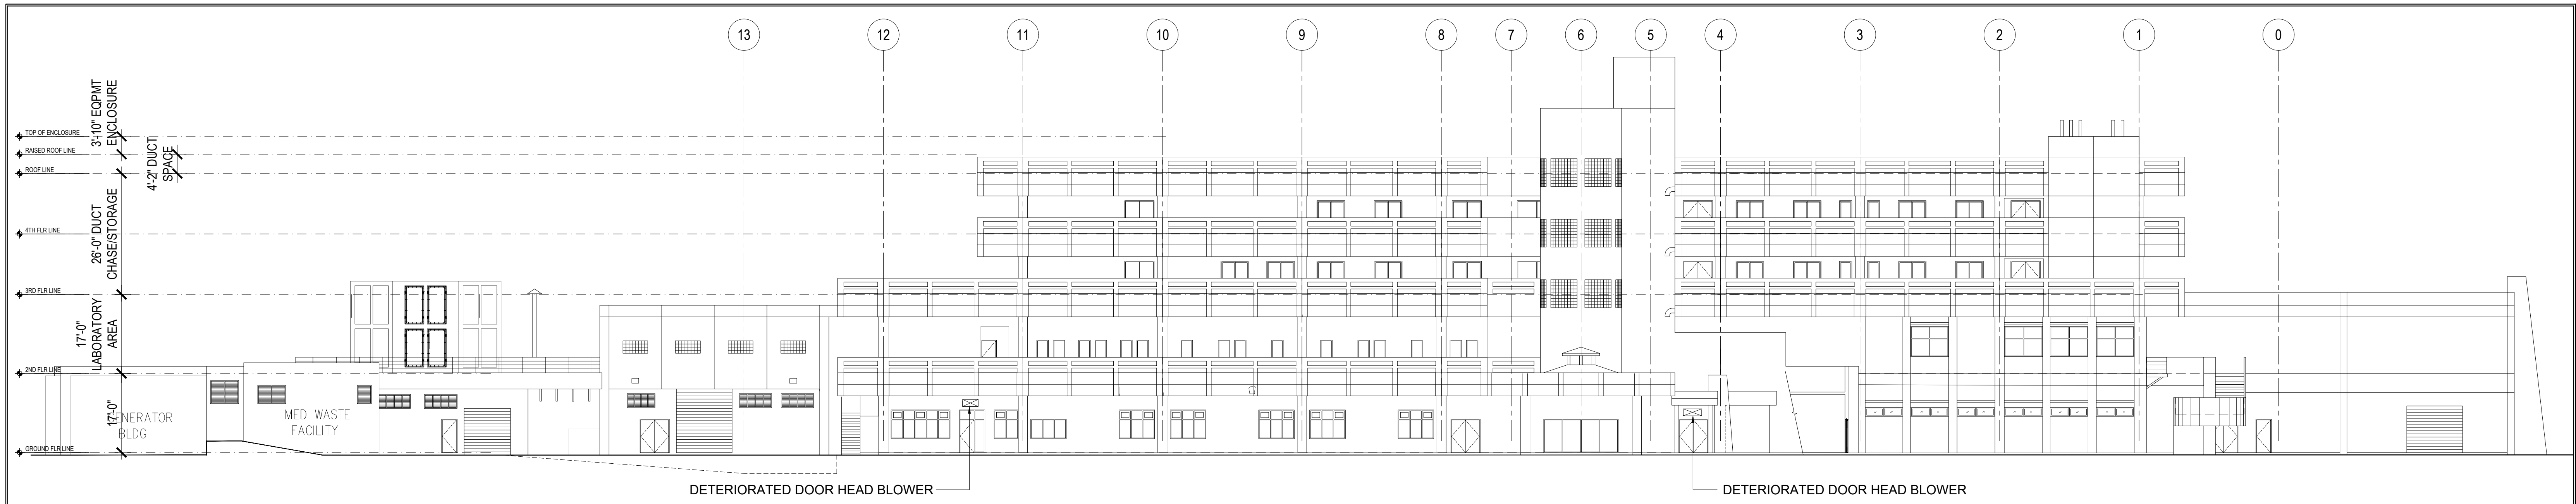 13
12
11
10
9
8
7
6
5
4
3
2
1
0
TOP OF ENCLOSURE
RAISED ROOF LINE
ROOF LINE
4TH FLR LINE
3RD FLR LINE
2ND FLR LINE
GROUND FLR LINE
3'-10" EQPMT
ENCLOSURE
4'-2" DUCT
SPACE
26'-0" DUCT
CHASE/STORAGE
17'-0"
LABORATORY
AREA
17'-0"
GENERATOR
BLDG
MED WASTE
FACILITY
DETERIORATED DOOR HEAD BLOWER
DETERIORATED DOOR HEAD BLOWER